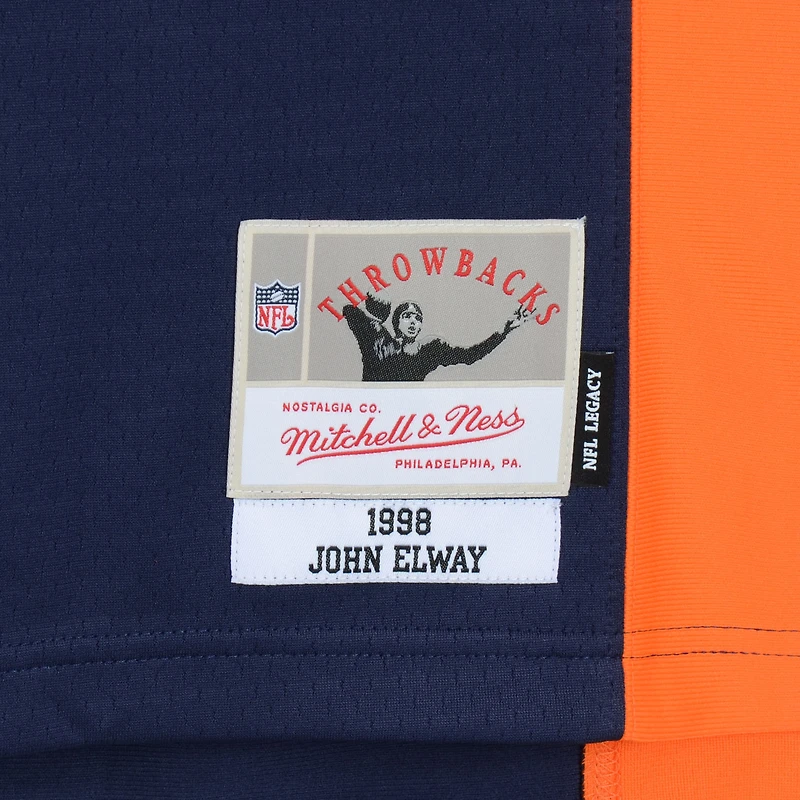 THROWBACKS
NFL
NOSTALGIA CO.
Mitchell & Ness
PHILADELPHIA, PA.
NFL LEGACY
1998
JOHN ELWAY